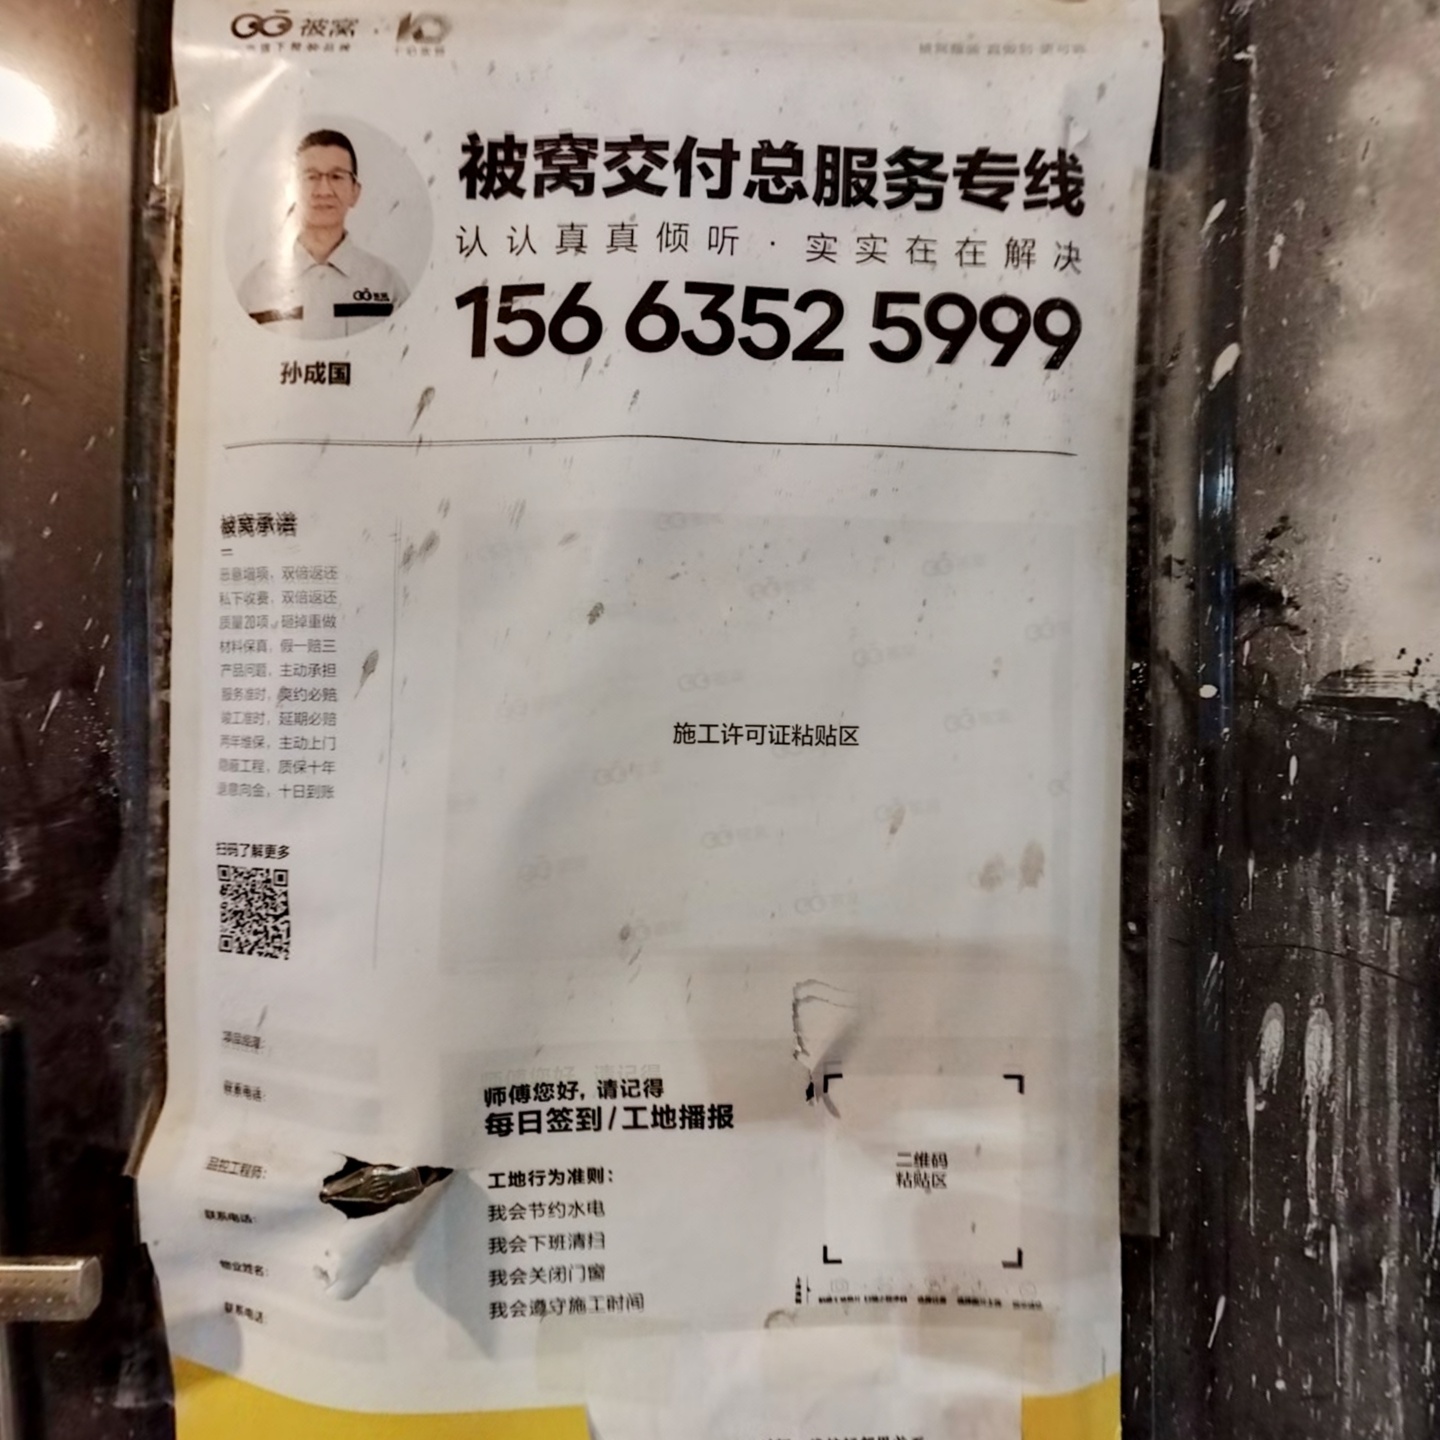 被窝
被窝交付总服务专线
认认真真倾听·实实在在解决
156 6352 5999
孙成国
被窝承诺
恶意增项，双倍返还
私下收费，双倍返还
质量20项，砸掉重做
材料保真，假一赔三
产品问题，主动承担
服务准时，爽约必赔
竣工准时，延期必赔
两年维保，主动上门
隐蔽工程，质保十年
十日到账
扫码了解更多
施工许可证粘贴区
项目经理：
联系电话：
品控工程师：
联系电话：
物业姓名：
联系电话：
师傅您好，请记得
每日签到/工地播报
工地行为准则：
我会节约水电
我会下班清扫
我会关闭门窗
我会遵守施工时间
二维码
粘贴区